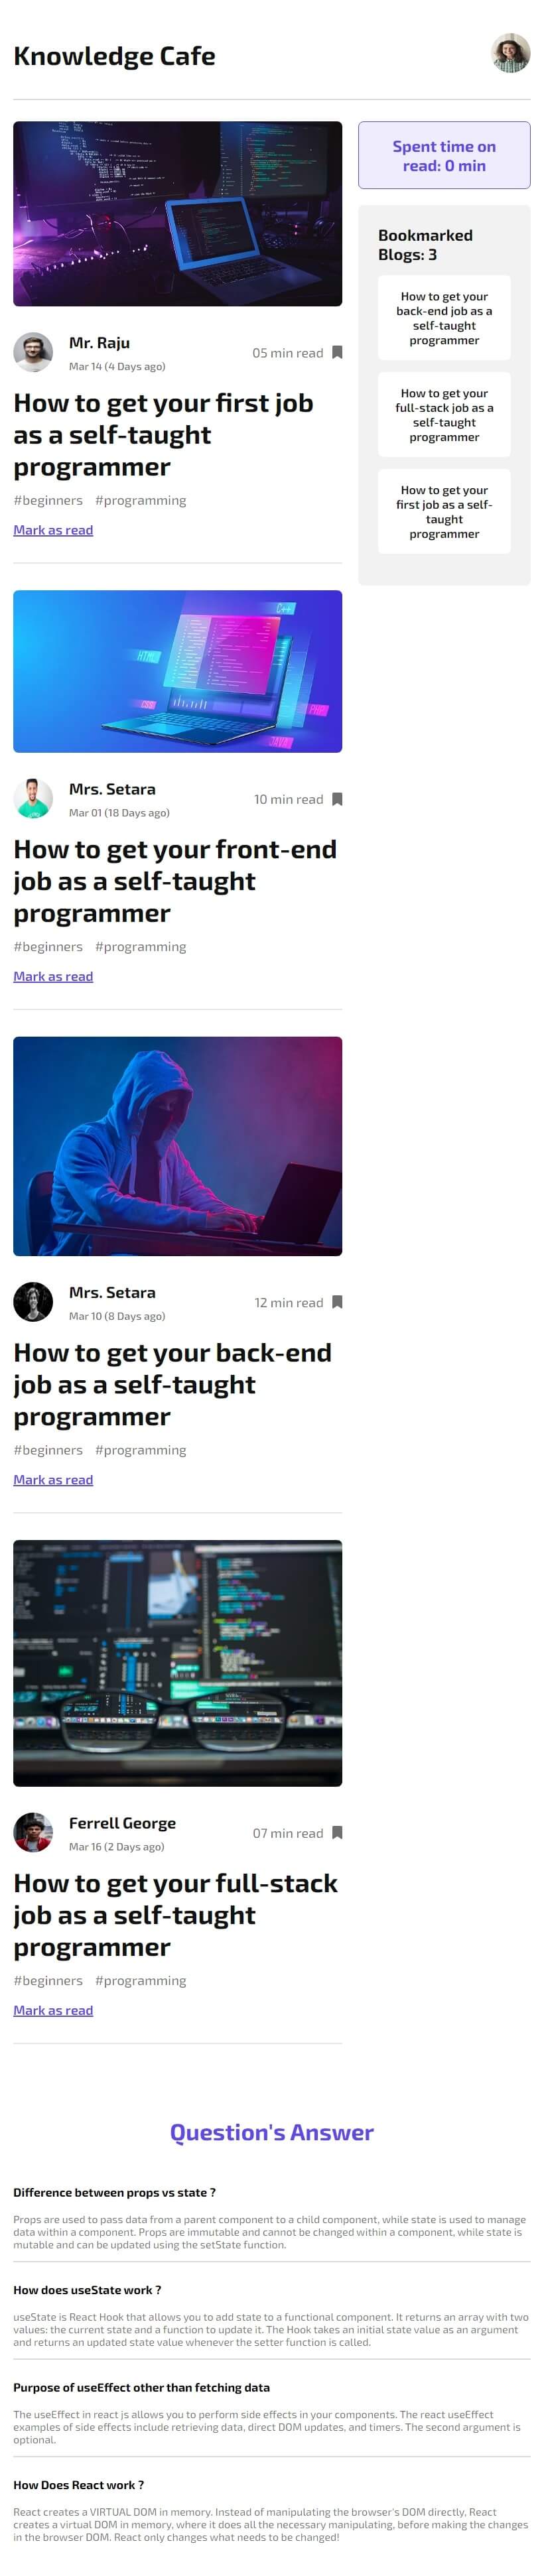 Knowledge Cafe
Spent time on
read: 0 min
Bookmarked
Blogs: 3
How to get your
back-end job as a
self-taught
programmer
How to get your
full-stack job as a
self-taught
programmer
How to get your
first job as a self-
taught
programmer
Mr. Raju
Mar 14 (4 Days ago)
05 min read
How to get your first job
as a self-taught
programmer
#beginners #programming
Mark as read
C++
HTML
CSS
JAVA
PHP
JAVA
Mrs. Setara
Mar 01 (18 Days ago)
10 min read
How to get your front-end
job as a self-taught
programmer
#beginners #programming
Mark as read
Mrs. Setara
Mar 10 (8 Days ago)
12 min read
How to get your back-end
job as a self-taught
programmer
#beginners #programming
Mark as read
Ferrell George
Mar 16 (2 Days ago)
07 min read
How to get your full-stack
job as a self-taught
programmer
#beginners #programming
Mark as read
Question's Answer
Difference between props vs state ?
Props are used to pass data from a parent component to a child component, while state is used to manage
data within a component. Props are immutable and cannot be changed within a component, while state is
mutable and can be updated using the setState function.
How does useState work ?
useState is React Hook that allows you to add state to a functional component. It returns an array with two
values: the current state and a function to update it. The Hook takes an initial state value as an argument
and returns an updated state value whenever the setter function is called.
Purpose of useEffect other than fetching data
The useEffect in react js allows you to perform side effects in your components. The react useEffect
examples of side effects include retrieving data, direct DOM updates, and timers. The second argument is
optional.
How Does React work ?
React creates a VIRTUAL DOM in memory. Instead of manipulating the browser's DOM directly, React
creates a virtual DOM in memory, where it does all the necessary manipulating, before making the changes
in the browser DOM. React only changes what needs to be changed!